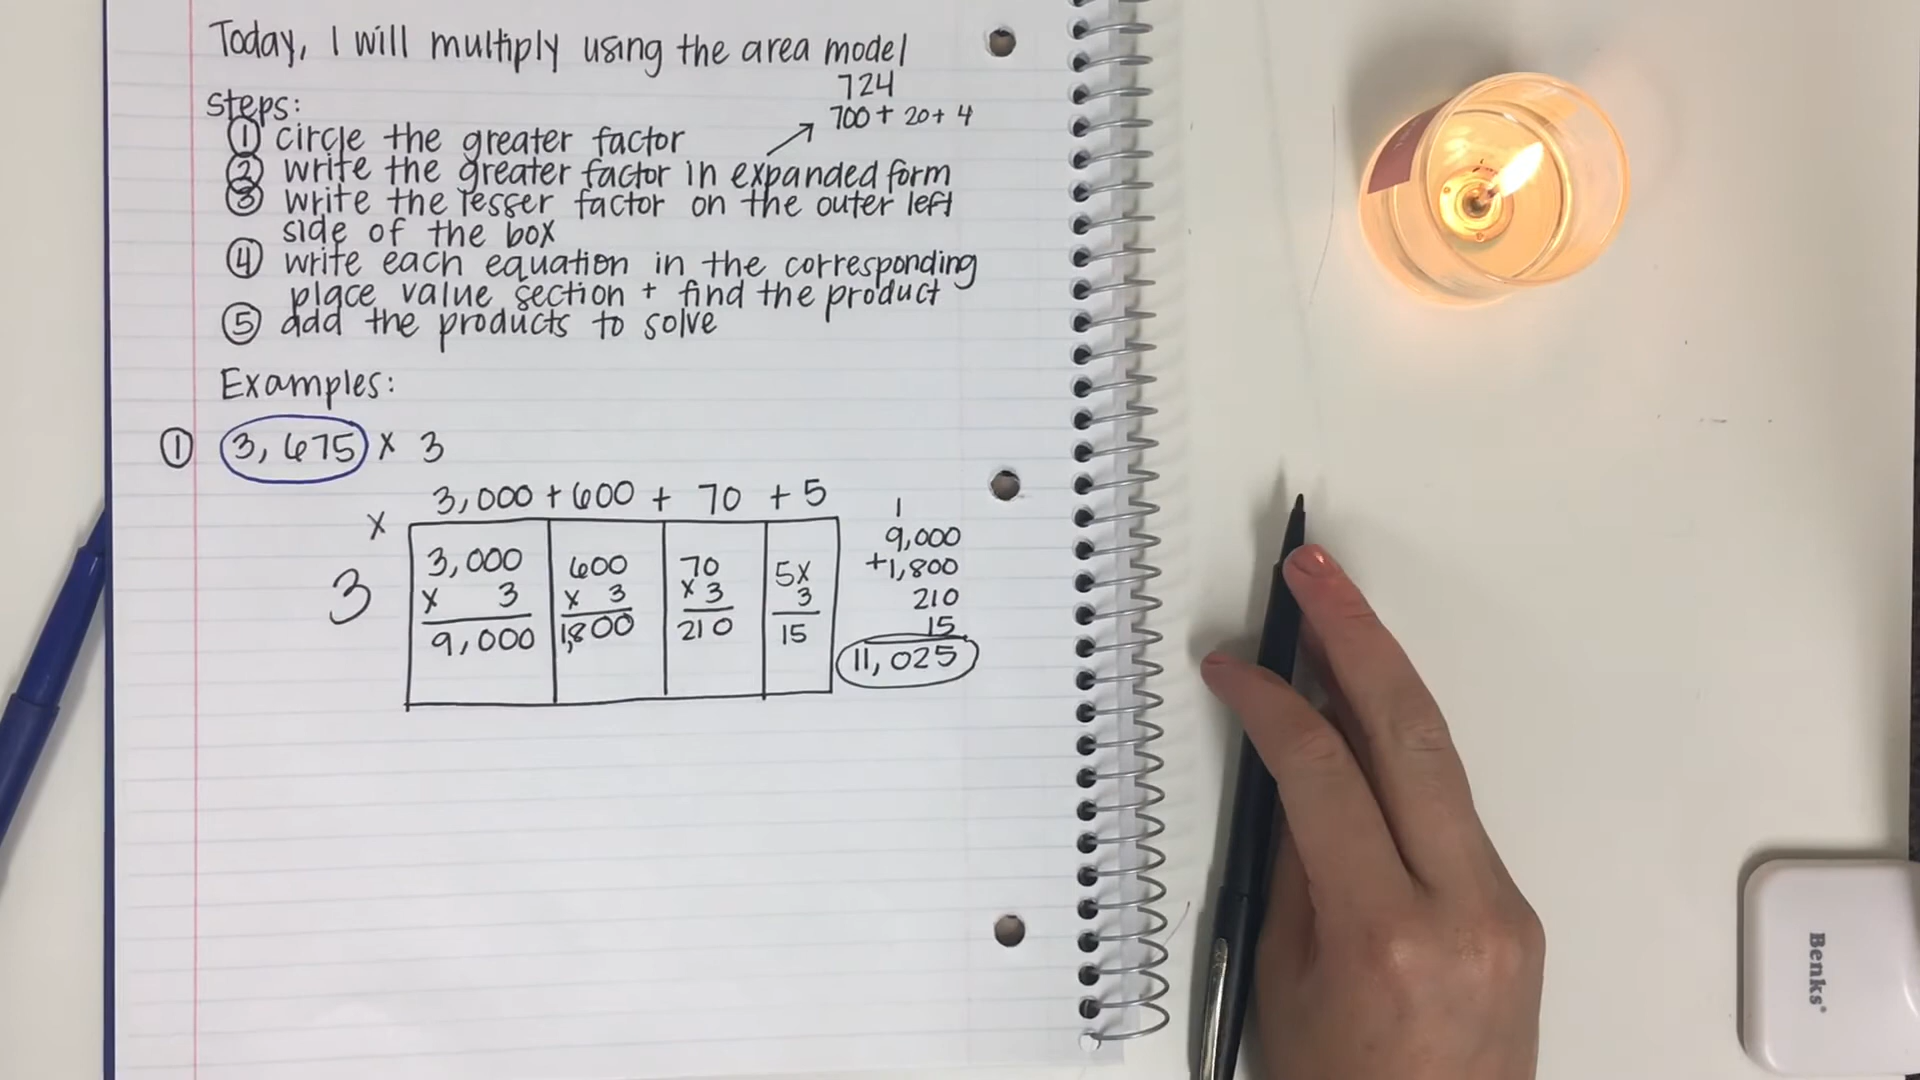 Today, I will multiply using the area model
724
700 + 20 + 4
steps:
① circle the greater factor
② write the greater factor in expanded form
③ write the lesser factor on the outer left
side of the box
④ write each equation in the corresponding
place value section + find the product
⑤ add the products to solve
Examples:
① 3,675 x 3
3,000 + 600 + 70 + 5
x
3
3,000
x 3
9,000
600
x 3
1,800
70
x 3
210
5x
3
15
1
9,000
+1,800
210
15
11,025
Benks®